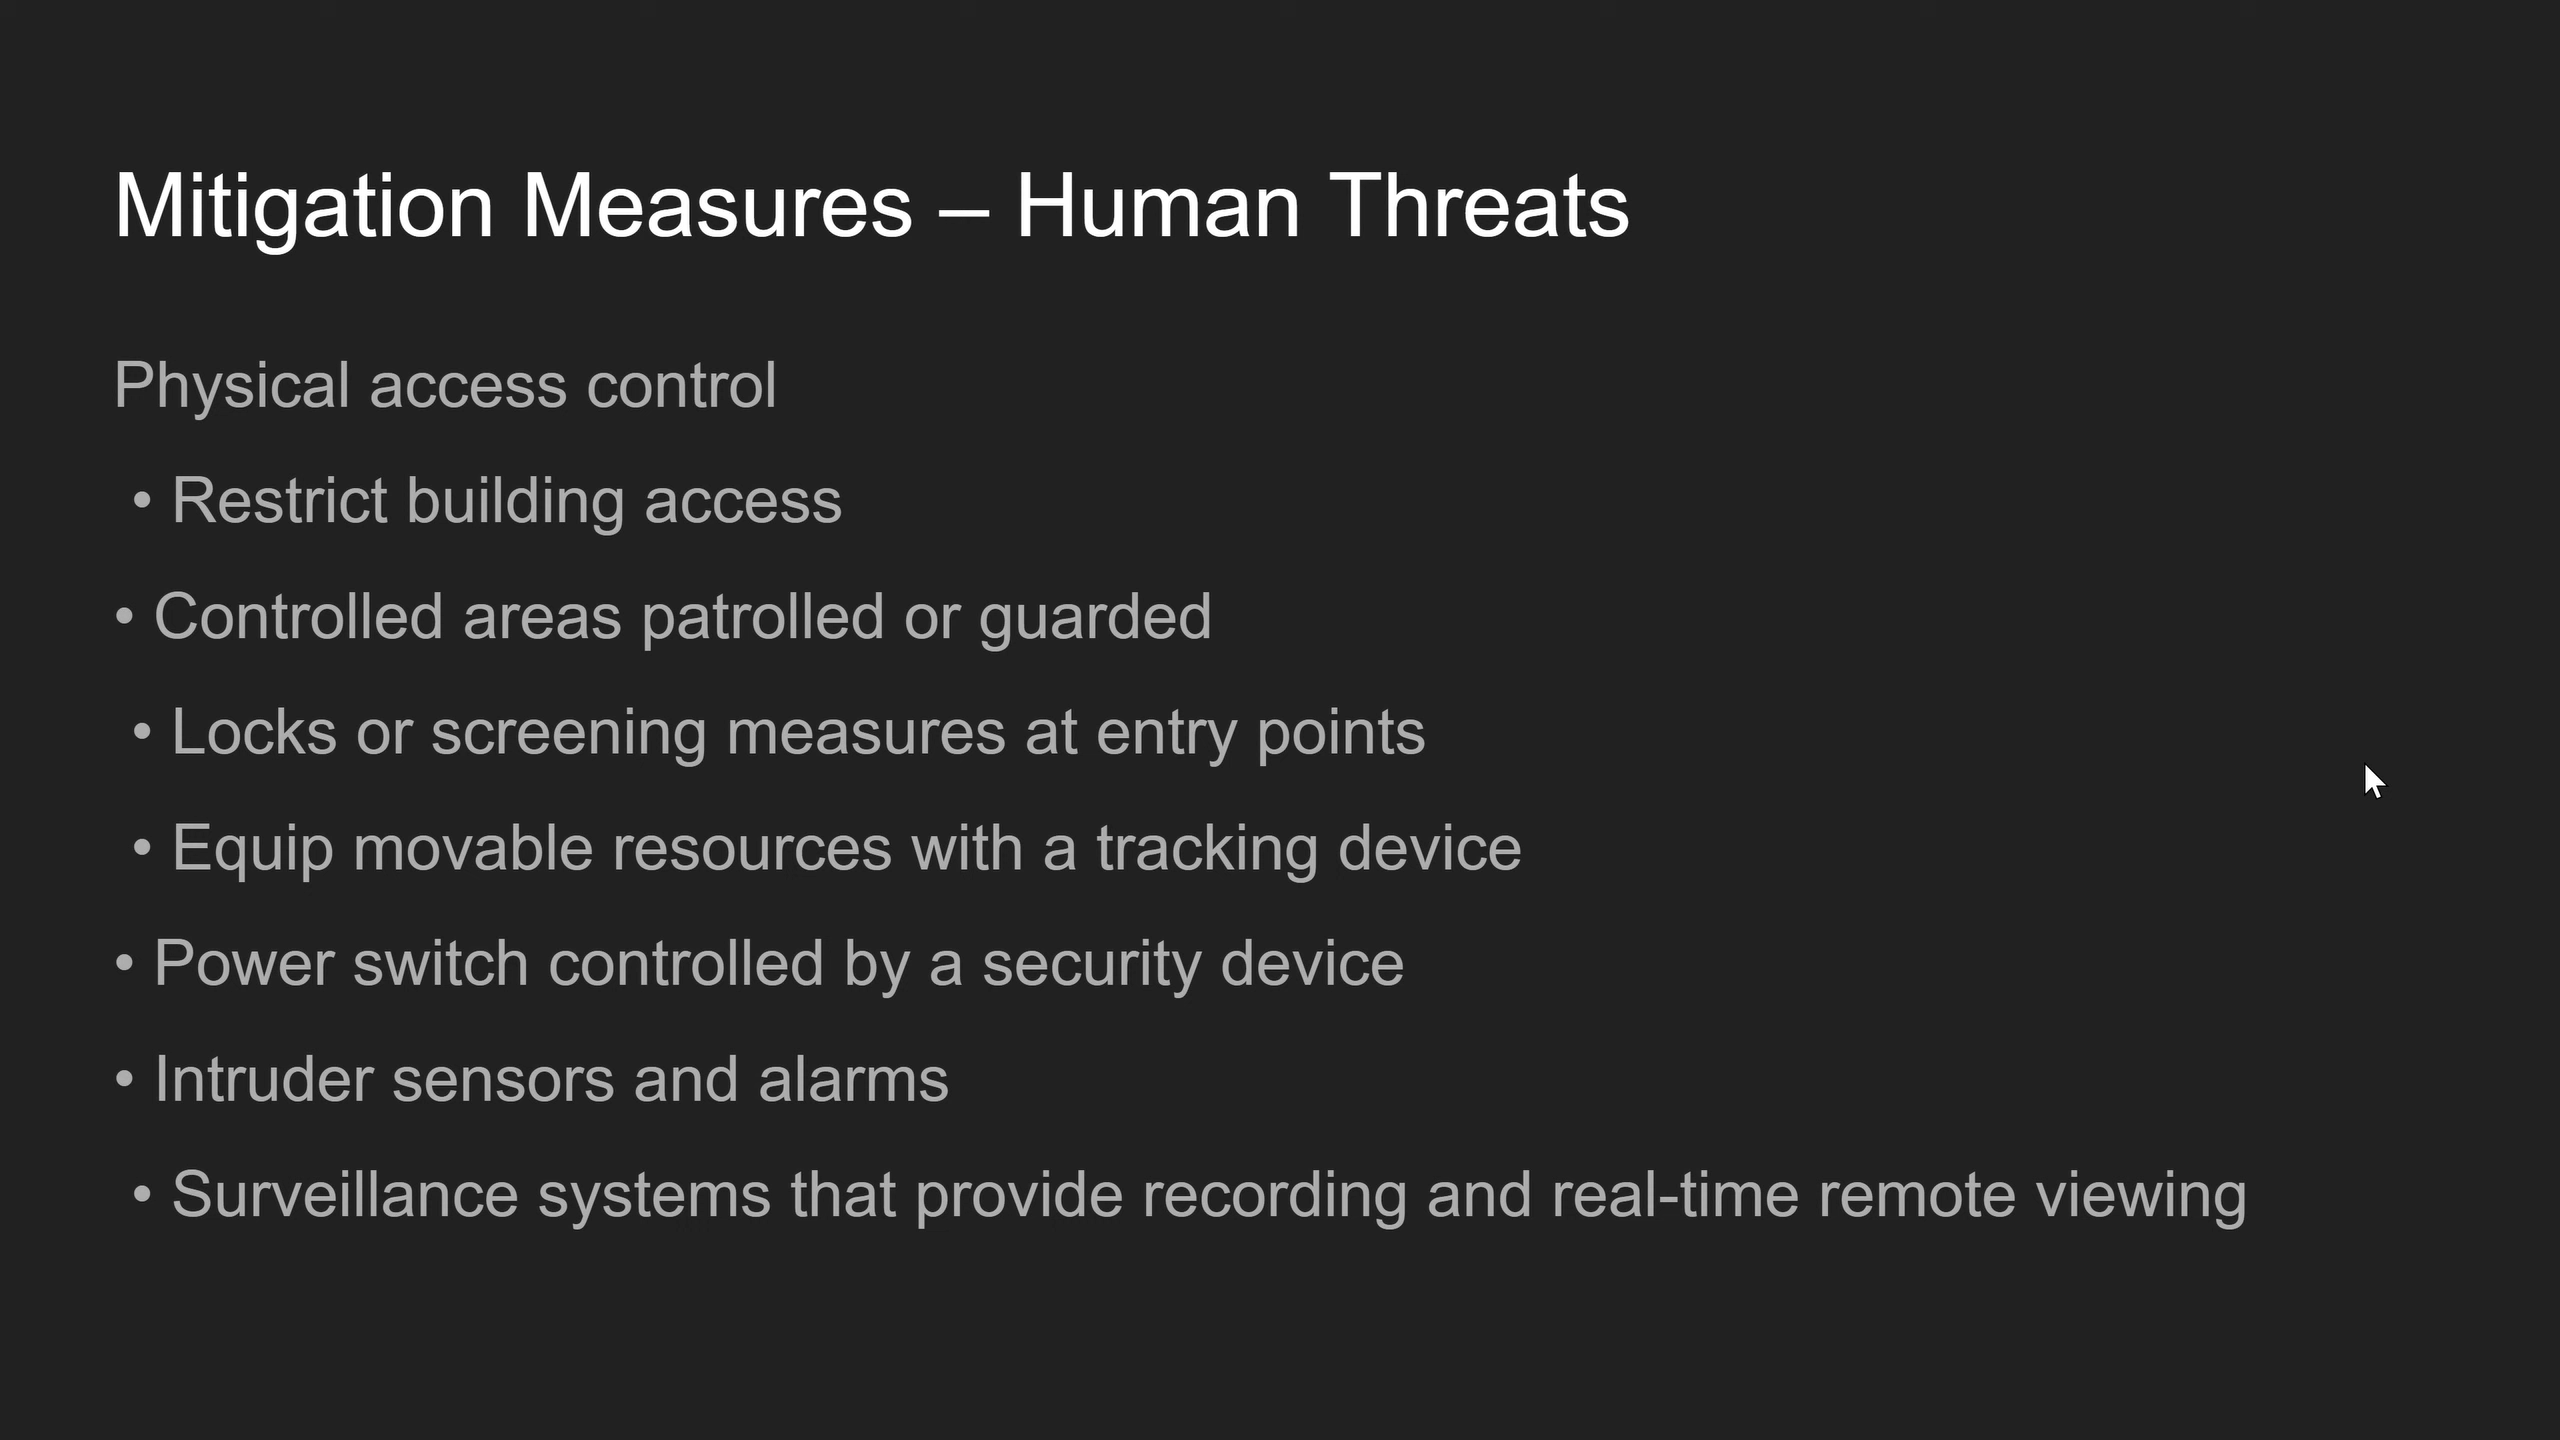 Mitigation Measures – Human Threats
Physical access control
• Restrict building access
• Controlled areas patrolled or guarded
• Locks or screening measures at entry points
• Equip movable resources with a tracking device
• Power switch controlled by a security device
• Intruder sensors and alarms
• Surveillance systems that provide recording and real-time remote viewing